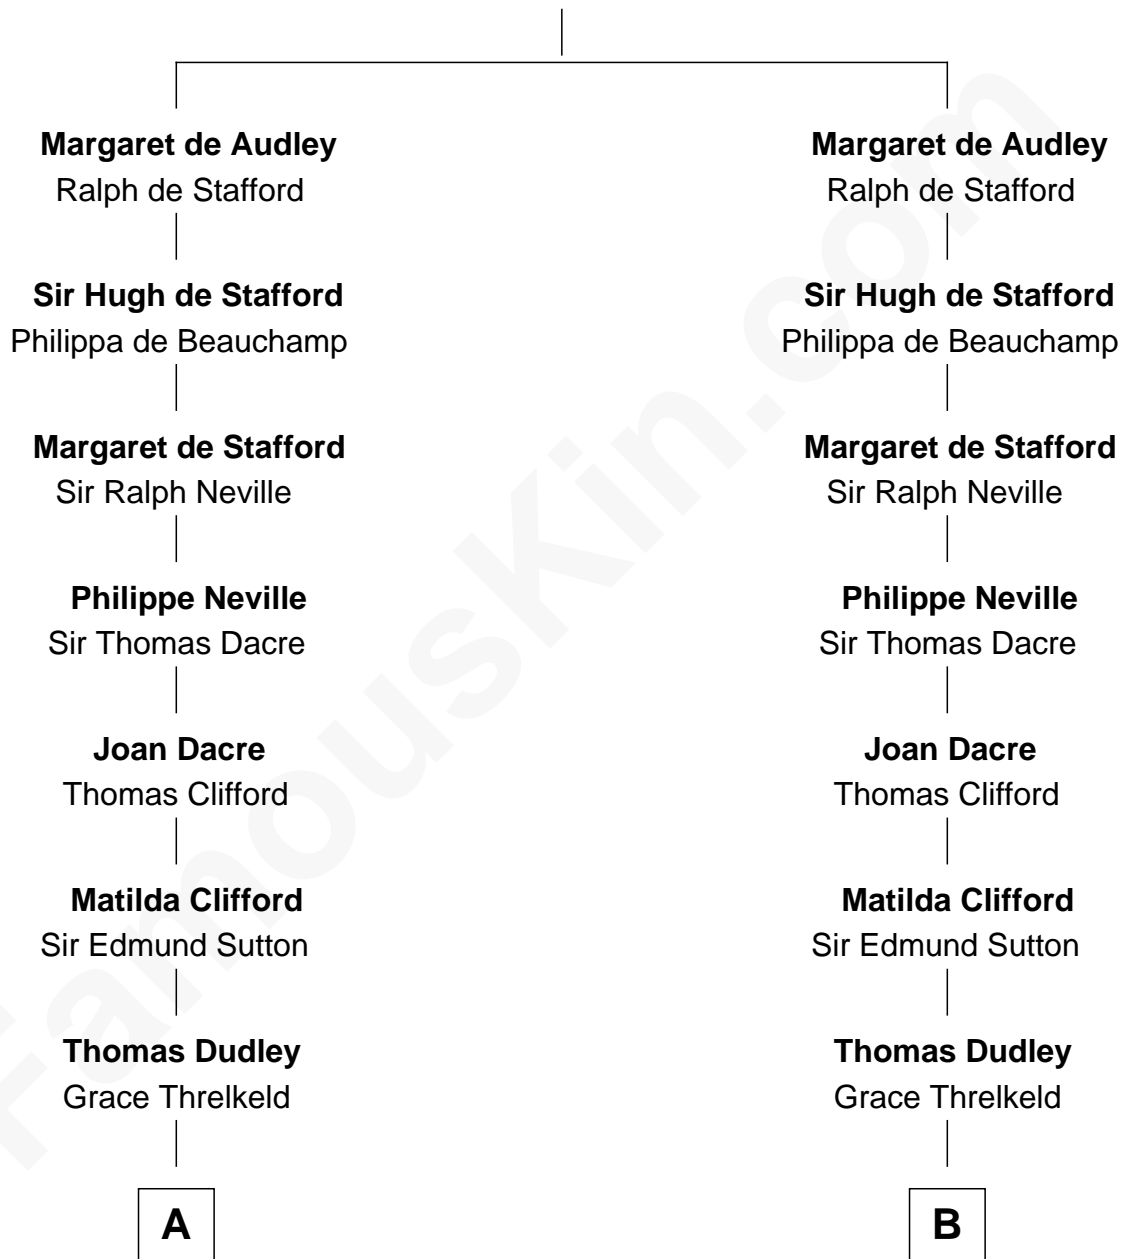 Margaret de Audley
Ralph de Stafford
Sir Hugh de Stafford
Philippa de Beauchamp
Margaret de Stafford
Sir Ralph Neville
Philippe Neville
Sir Thomas Dacre
Joan Dacre
Thomas Clifford
Matilda Clifford
Sir Edmund Sutton
Thomas Dudley
Grace Threlkeld
A
Margaret de Audley
Ralph de Stafford
Sir Hugh de Stafford
Philippa de Beauchamp
Margaret de Stafford
Sir Ralph Neville
Philippe Neville
Sir Thomas Dacre
Joan Dacre
Thomas Clifford
Matilda Clifford
Sir Edmund Sutton
Thomas Dudley
Grace Threlkeld
B
FamousKin.com